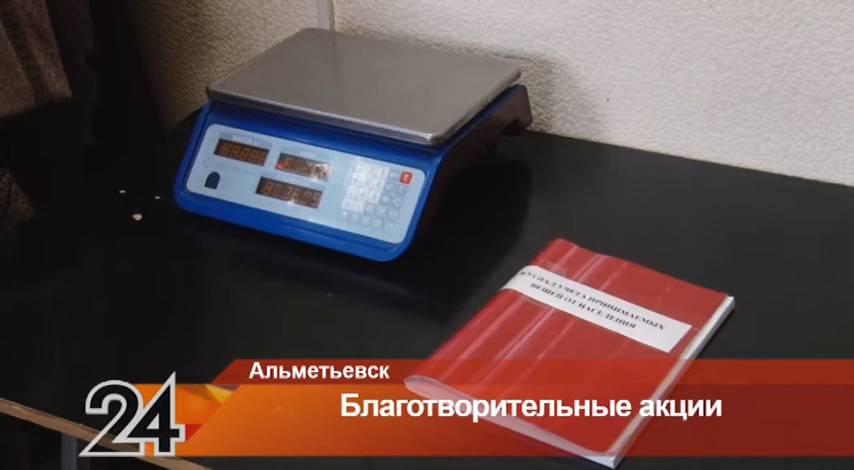 ЖУРНАЛ УЧЕТА ПРИНИМАЕМЫХ
ВЕЩЕЙ ОТ НАСЕЛЕНИЯ
Альметьевск
24
Благотворительные акции